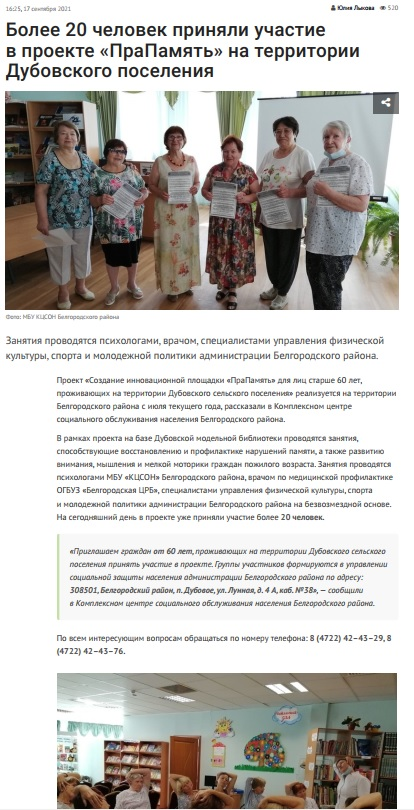 16:25, 17 сентября 2021
Юлия Лыкова 520
Более 20 человек приняли участие
в проекте «ПраПамять» на территории
Дубовского поселения
Фото: МБУ КЦСОН Белгородского района
Занятия проводятся психологами, врачом, специалистами управления физической
культуры, спорта и молодежной политики администрации Белгородского района.
Проект «Создание инновационной площадки «ПраПамять» для лиц старше 60 лет,
проживающих на территории Дубовского сельского поселения» реализуется на территории
Белгородского района с июля текущего года, рассказали в Комплексном центре
социального обслуживания населения Белгородского района.
В рамках проекта на базе Дубовской модельной библиотеки проводятся занятия,
способствующие восстановлению и профилактике нарушений памяти, а также развитию
внимания, мышления и мелкой моторики граждан пожилого возраста. Занятия проводятся
психологами МБУ «КЦСОН» Белгородского района, врачом по медицинской профилактике
ОГБУЗ «Белгородская ЦРБ», специалистами управления физической культуры, спорта
и молодежной политики администрации Белгородского района на безвозмездной основе.
На сегодняшний день в проекте уже приняли участие более 20 человек.
«Приглашаем граждан от 60 лет, проживающих на территории Дубовского сельского
поселения принять участие в проекте. Группы участников формируются в управлении
социальной защиты населения администрации Белгородского района по адресу:
308501, Белгородский район, п. Дубовое, ул. Лунная, д. 4 А, каб. №38», — сообщили
в Комплексном центре социального обслуживания населения Белгородского района.
По всем интересующим вопросам обращаться по номеру телефона: 8 (4722) 42–43–29, 8
(4722) 42–43–76.